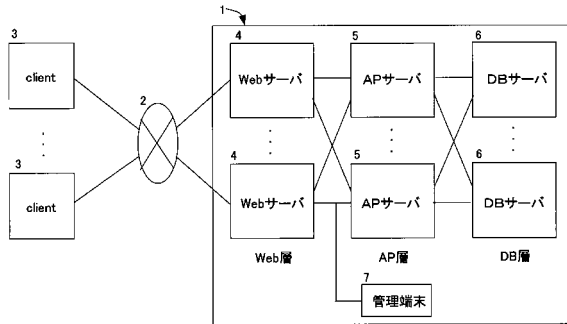 1
3
client
3
client
2
4
Webサーバ
4
Webサーバ
Web層
5
APサーバ
5
APサーバ
AP層
6
DBサーバ
6
DBサーバ
DB層
7
管理端末